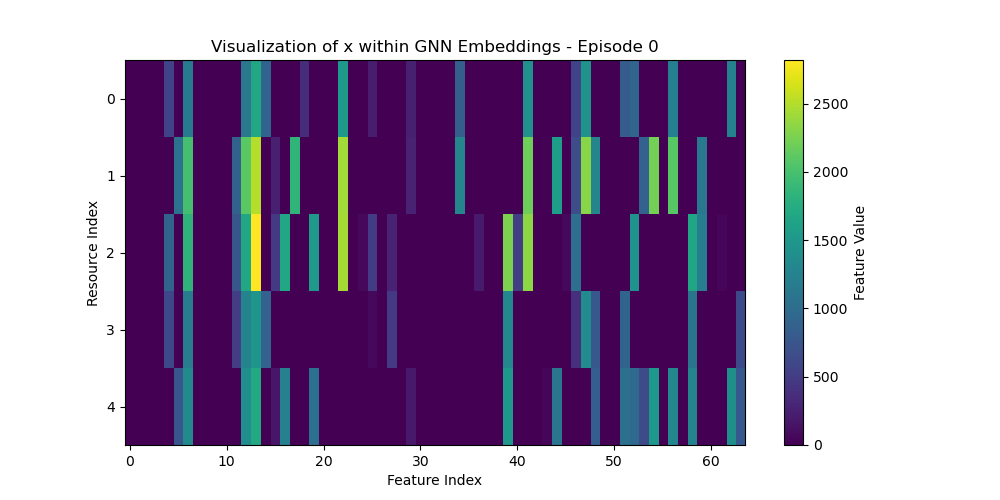 Visualization of x within GNN Embeddings - Episode 0
0
1
2
3
4
Resource Index
0 10 20 30 40 50 60
Feature Index
2500
2000
1500
1000
500
0
Feature Value